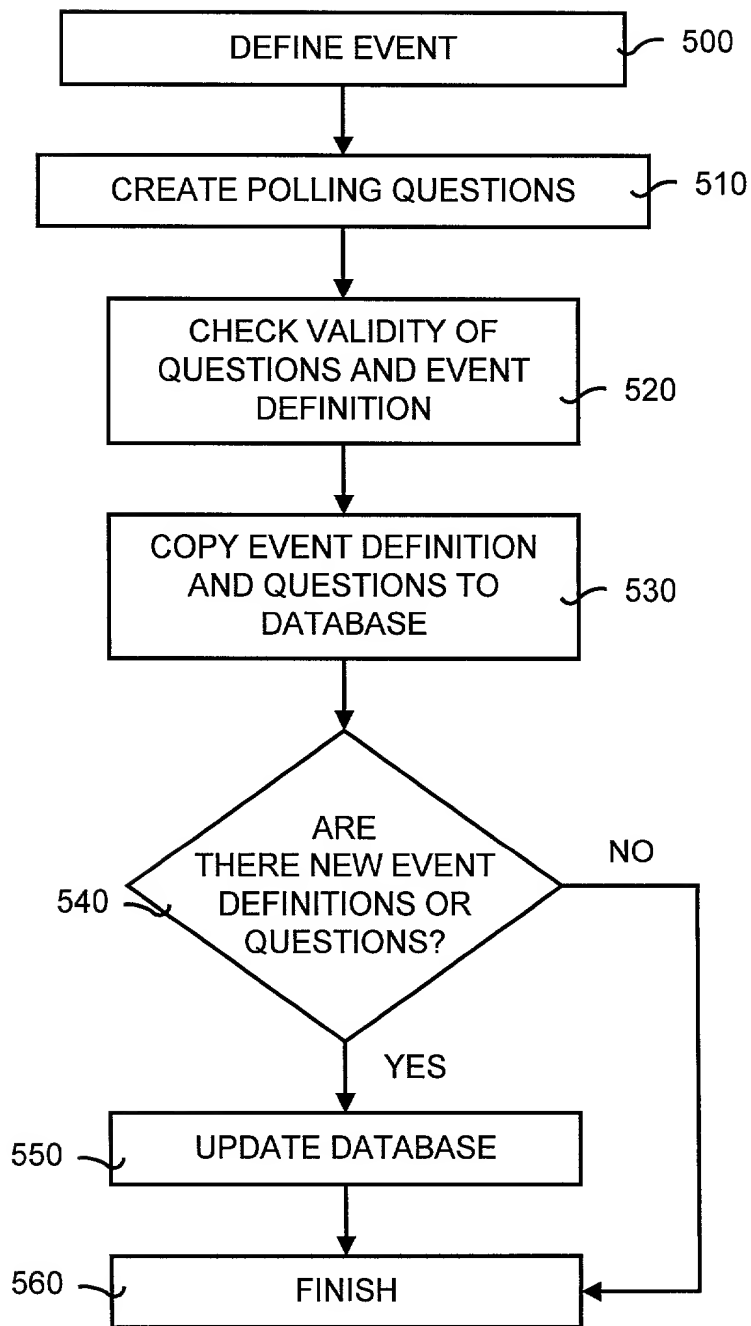 DEFINE EVENT
500
CREATE POLLING QUESTIONS
510
CHECK VALIDITY OF
QUESTIONS AND EVENT
DEFINITION
520
COPY EVENT DEFINITION
AND QUESTIONS TO
DATABASE
530
ARE
THERE NEW EVENT
DEFINITIONS OR
QUESTIONS?
540
NO
YES
UPDATE DATABASE
550
FINISH
560